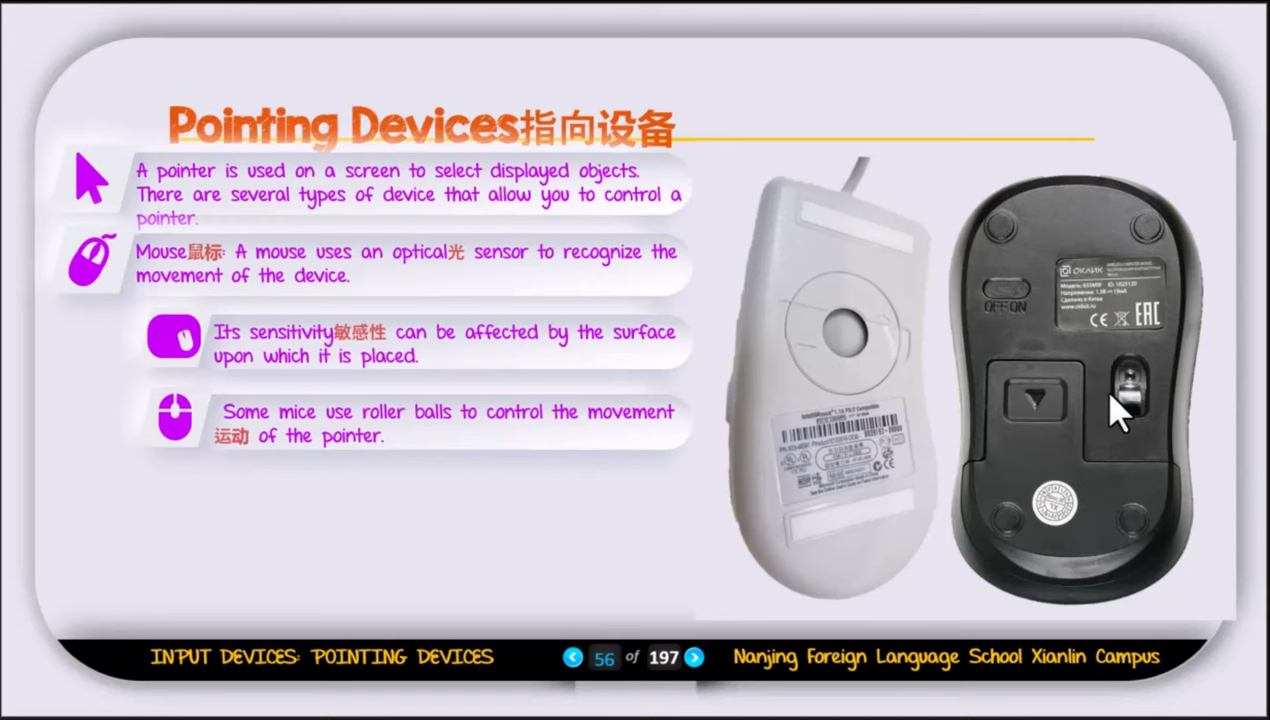 Pointing Devices指向设备
A pointer is used on a screen to select displayed objects.
There are several types of device that allow you to control a
pointer.
Mouse鼠标: A mouse uses an optical光 sensor to recognize the
movement of the device.
Its sensitivity敏感性 can be affected by the surface
upon which it is placed.
Some mice use roller balls to control the movement
运动 of the pointer.
OKЛИК
OFF ON
CE
EAC
INPUT DEVICES: POINTING DEVICES
56 of 197
Nanjing Foreign Language School Xianlin Campus